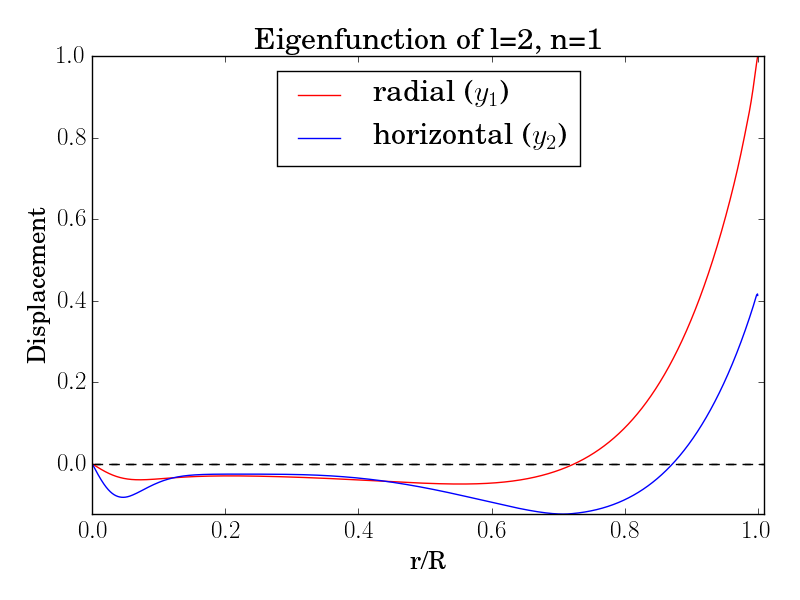 Eigenfunction of l=2, n=1
radial (y₁)
horizontal (y₂)
Displacement
1.0
0.8
0.6
0.4
0.2
0.0
0.0 0.2 0.4 0.6 0.8 1.0
r/R